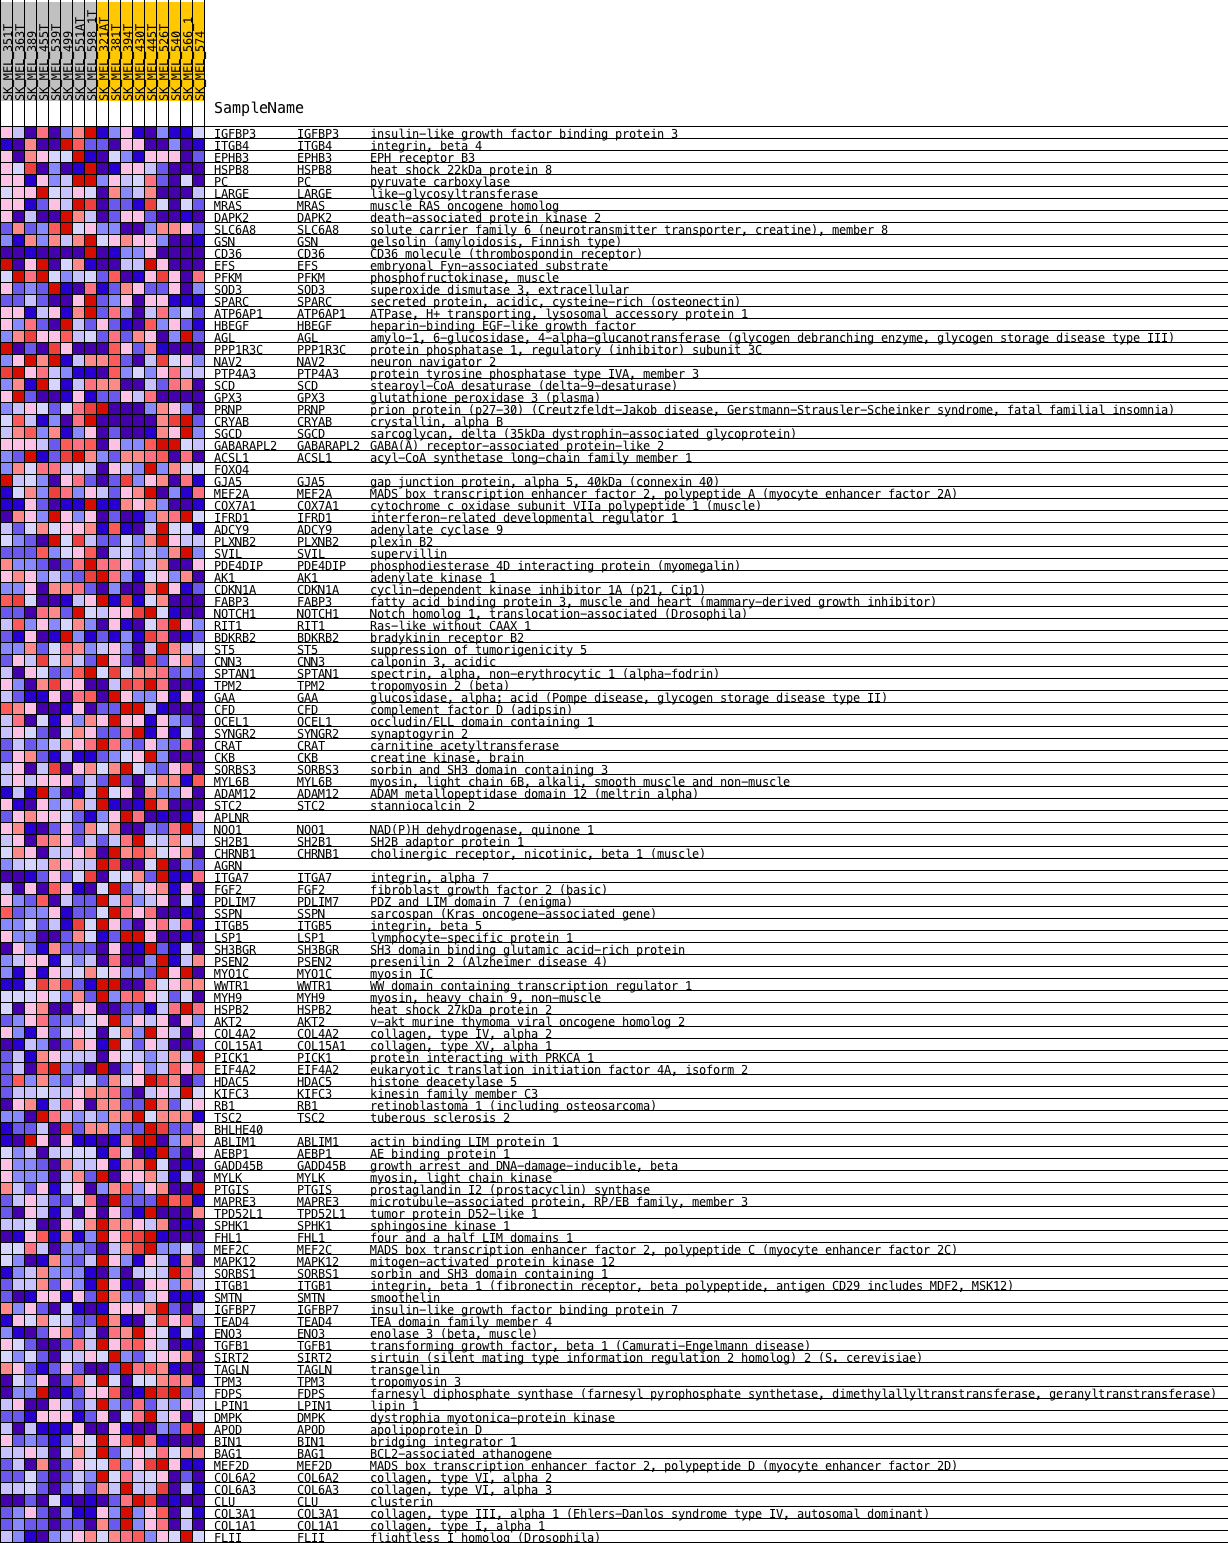 SK_MEL_351T
SK_MEL_363T
SK_MEL_389
SK_MEL_455T
SK_MEL_539T
SK_MEL_499
SK_MEL_551AT
SK_MEL_598_1T
SK_MEL_321AT
SK_MEL_381T
SK_MEL_394T
SK_MEL_430T
SK_MEL_445T
SK_MEL_526T
SK_MEL_540
SK_MEL_566_1
SK_MEL_574
SampleName
IGFBP3 IGFBP3 insulin-like growth factor binding protein 3
ITGB4 ITGB4 integrin, beta 4
EPHB3 EPHB3 EPH receptor B3
HSPB8 HSPB8 heat shock 22kDa protein 8
PC PC pyruvate carboxylase
LARGE LARGE like-glycosyltransferase
MRAS MRAS muscle RAS oncogene homolog
DAPK2 DAPK2 death-associated protein kinase 2
SLC6A8 SLC6A8 solute carrier family 6 (neurotransmitter transporter, creatine), member 8
GSN GSN gelsolin (amyloidosis, Finnish type)
CD36 CD36 CD36 molecule (thrombospondin receptor)
EFS EFS embryonal Fyn-associated substrate
PFKM PFKM phosphofructokinase, muscle
SOD3 SOD3 superoxide dismutase 3, extracellular
SPARC SPARC secreted protein, acidic, cysteine-rich (osteonectin)
ATP6AP1 ATP6AP1 ATPase, H+ transporting, lysosomal accessory protein 1
HBEGF HBEGF heparin-binding EGF-like growth factor
AGL AGL amylo-1, 6-glucosidase, 4-alpha-glucanotransferase (glycogen debranching enzyme, glycogen storage disease type III)
PPP1R3C PPP1R3C protein phosphatase 1, regulatory (inhibitor) subunit 3C
NAV2 NAV2 neuron navigator 2
PTP4A3 PTP4A3 protein tyrosine phosphatase type IVA, member 3
SCD SCD stearoyl-CoA desaturase (delta-9-desaturase)
GPX3 GPX3 glutathione peroxidase 3 (plasma)
PRNP PRNP prion protein (p27-30) (Creutzfeldt-Jakob disease, Gerstmann-Strausler-Scheinker syndrome, fatal familial insomnia)
CRYAB CRYAB crystallin, alpha B
SGCD SGCD sarcoglycan, delta (35kDa dystrophin-associated glycoprotein)
GABARAPL2 GABARAPL2 GABA(A) receptor-associated protein-like 2
ACSL1 ACSL1 acyl-CoA synthetase long-chain family member 1
FOXO4
GJA5 GJA5 gap junction protein, alpha 5, 40kDa (connexin 40)
MEF2A MEF2A MADS box transcription enhancer factor 2, polypeptide A (myocyte enhancer factor 2A)
COX7A1 COX7A1 cytochrome c oxidase subunit VIIa polypeptide 1 (muscle)
IFRD1 IFRD1 interferon-related developmental regulator 1
ADCY9 ADCY9 adenylate cyclase 9
PLXNB2 PLXNB2 plexin B2
SVIL SVIL supervillin
PDE4DIP PDE4DIP phosphodiesterase 4D interacting protein (myomegalin)
AK1 AK1 adenylate kinase 1
CDKN1A CDKN1A cyclin-dependent kinase inhibitor 1A (p21, Cip1)
FABP3 FABP3 fatty acid binding protein 3, muscle and heart (mammary-derived growth inhibitor)
NOTCH1 NOTCH1 Notch homolog 1, translocation-associated (Drosophila)
RIT1 RIT1 Ras-like without CAAX 1
BDKRB2 BDKRB2 bradykinin receptor B2
ST5 ST5 suppression of tumorigenicity 5
CNN3 CNN3 calponin 3, acidic
SPTAN1 SPTAN1 spectrin, alpha, non-erythrocytic 1 (alpha-fodrin)
TPM2 TPM2 tropomyosin 2 (beta)
GAA GAA glucosidase, alpha; acid (Pompe disease, glycogen storage disease type II)
CFD CFD complement factor D (adipsin)
OCEL1 OCEL1 occludin/ELL domain containing 1
SYNGR2 SYNGR2 synaptogyrin 2
CRAT CRAT carnitine acetyltransferase
CKB CKB creatine kinase, brain
SORBS3 SORBS3 sorbin and SH3 domain containing 3
MYL6B MYL6B myosin, light chain 6B, alkali, smooth muscle and non-muscle
ADAM12 ADAM12 ADAM metallopeptidase domain 12 (meltrin alpha)
STC2 STC2 stanniocalcin 2
APLNR
NQO1 NQO1 NAD(P)H dehydrogenase, quinone 1
SH2B1 SH2B1 SH2B adaptor protein 1
CHRNB1 CHRNB1 cholinergic receptor, nicotinic, beta 1 (muscle)
AGRN
ITGA7 ITGA7 integrin, alpha 7
FGF2 FGF2 fibroblast growth factor 2 (basic)
PDLIM7 PDLIM7 PDZ and LIM domain 7 (enigma)
SSPN SSPN sarcospan (Kras oncogene-associated gene)
ITGB5 ITGB5 integrin, beta 5
LSP1 LSP1 lymphocyte-specific protein 1
SH3BGR SH3BGR SH3 domain binding glutamic acid-rich protein
PSEN2 PSEN2 presenilin 2 (Alzheimer disease 4)
MYO1C MYO1C myosin IC
WWTR1 WWTR1 WW domain containing transcription regulator 1
MYH9 MYH9 myosin, heavy chain 9, non-muscle
HSPB2 HSPB2 heat shock 27kDa protein 2
AKT2 AKT2 v-akt murine thymoma viral oncogene homolog 2
COL4A2 COL4A2 collagen, type IV, alpha 2
COL15A1 COL15A1 collagen, type XV, alpha 1
PICK1 PICK1 protein interacting with PRKCA 1
EIF4A2 EIF4A2 eukaryotic translation initiation factor 4A, isoform 2
HDAC5 HDAC5 histone deacetylase 5
KIFC3 KIFC3 kinesin family member C3
RB1 RB1 retinoblastoma 1 (including osteosarcoma)
TSC2 TSC2 tuberous sclerosis 2
BHLHE40
ABLIM1 ABLIM1 actin binding LIM protein 1
AEBP1 AEBP1 AE binding protein 1
GADD45B GADD45B growth arrest and DNA-damage-inducible, beta
MYLK MYLK myosin, light chain kinase
PTGIS PTGIS prostaglandin I2 (prostacyclin) synthase
MAPRE3 MAPRE3 microtubule-associated protein, RP/EB family, member 3
TPD52L1 TPD52L1 tumor protein D52-like 1
SPHK1 SPHK1 sphingosine kinase 1
FHL1 FHL1 four and a half LIM domains 1
MEF2C MEF2C MADS box transcription enhancer factor 2, polypeptide C (myocyte enhancer factor 2C)
MAPK12 MAPK12 mitogen-activated protein kinase 12
SORBS1 SORBS1 sorbin and SH3 domain containing 1
ITGB1 ITGB1 integrin, beta 1 (fibronectin receptor, beta polypeptide, antigen CD29 includes MDF2, MSK12)
SMTN SMTN smoothelin
IGFBP7 IGFBP7 insulin-like growth factor binding protein 7
TEAD4 TEAD4 TEA domain family member 4
ENO3 ENO3 enolase 3 (beta, muscle)
TGFB1 TGFB1 transforming growth factor, beta 1 (Camurati-Engelmann disease)
SIRT2 SIRT2 sirtuin (silent mating type information regulation 2 homolog) 2 (S. cerevisiae)
TAGLN TAGLN transgelin
TPM3 TPM3 tropomyosin 3
FDPS FDPS farnesyl diphosphate synthase (farnesyl pyrophosphate synthetase, dimethylallyltranstransferase, geranyltranstransferase)
LPIN1 LPIN1 lipin 1
DMPK DMPK dystrophia myotonica-protein kinase
APOD APOD apolipoprotein D
BIN1 BIN1 bridging integrator 1
BAG1 BAG1 BCL2-associated athanogene
MEF2D MEF2D MADS box transcription enhancer factor 2, polypeptide D (myocyte enhancer factor 2D)
COL6A2 COL6A2 collagen, type VI, alpha 2
COL6A3 COL6A3 collagen, type VI, alpha 3
CLU CLU clusterin
COL3A1 COL3A1 collagen, type III, alpha 1 (Ehlers-Danlos syndrome type IV, autosomal dominant)
COL1A1 COL1A1 collagen, type I, alpha 1
FLII FLII flightless I homolog (Drosophila)